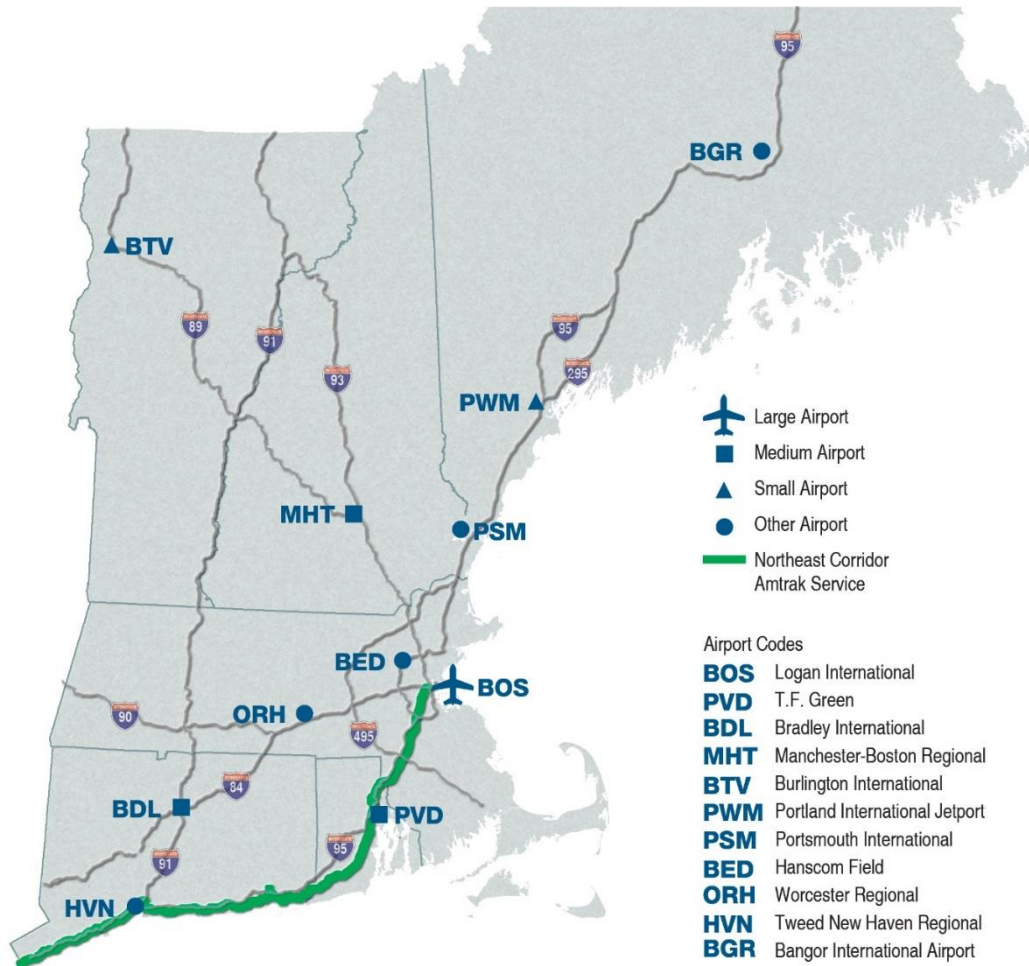 95
BGR
BTV
89
91
93
95
295
PWM
MHT
PSM
BED
BOS
90
ORH
495
84
BDL
PVD
95
91
HVN
Large Airport
Medium Airport
Small Airport
Other Airport
Northeast Corridor
Amtrak Service
Airport Codes
BOS Logan International
PVD T.F. Green
BDL Bradley International
MHT Manchester-Boston Regional
BTV Burlington International
PWM Portland International Jetport
PSM Portsmouth International
BED Hanscom Field
ORH Worcester Regional
HVN Tweed New Haven Regional
BGR Bangor International Airport